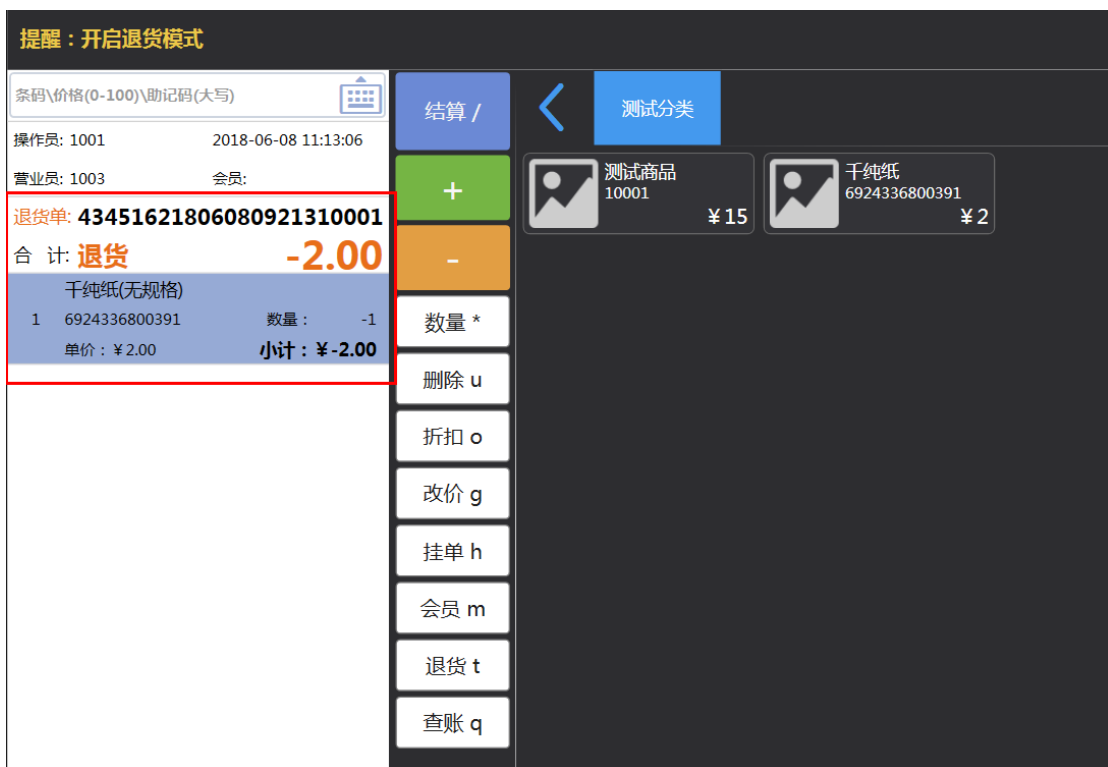 提醒：开启退货模式
条码\价格(0-100)\助记码(大写)
操作员: 1001 2018-06-08 11:13:06
营业员: 1003 会员:
退货单: 43451621806080921310001
合 计: 退货 -2.00
千纯纸(无规格)
1 6924336800391 数量： -1
单价：¥2.00 小计：¥-2.00
结算 /
+
-
数量 *
删除 u
折扣 o
改价 g
挂单 h
会员 m
退货 t
查账 q
测试分类
测试商品
10001
¥15
千纯纸
6924336800391
¥2